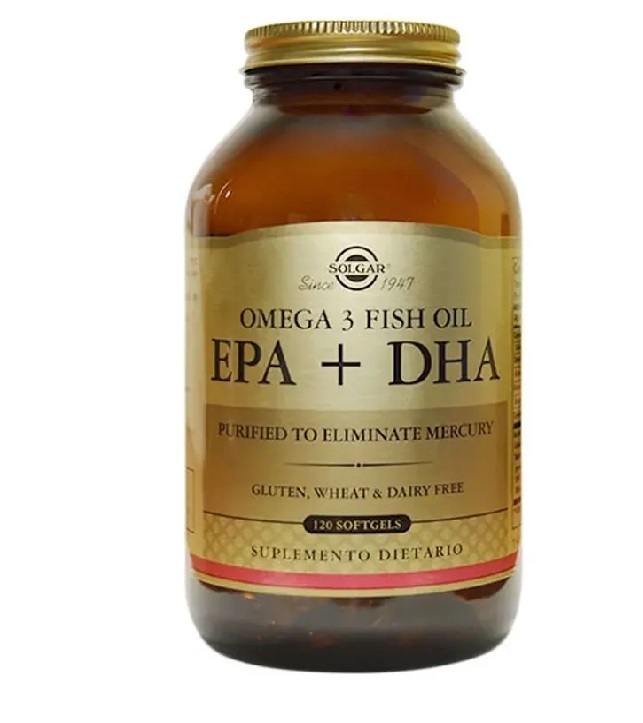 SOLGAR®
Since 1947
OMEGA 3 FISH OIL
EPA + DHA
PURIFIED TO ELIMINATE MERCURY
GLUTEN, WHEAT & DAIRY FREE
120 SOFTGELS
SUPLEMENTO DIETARIO